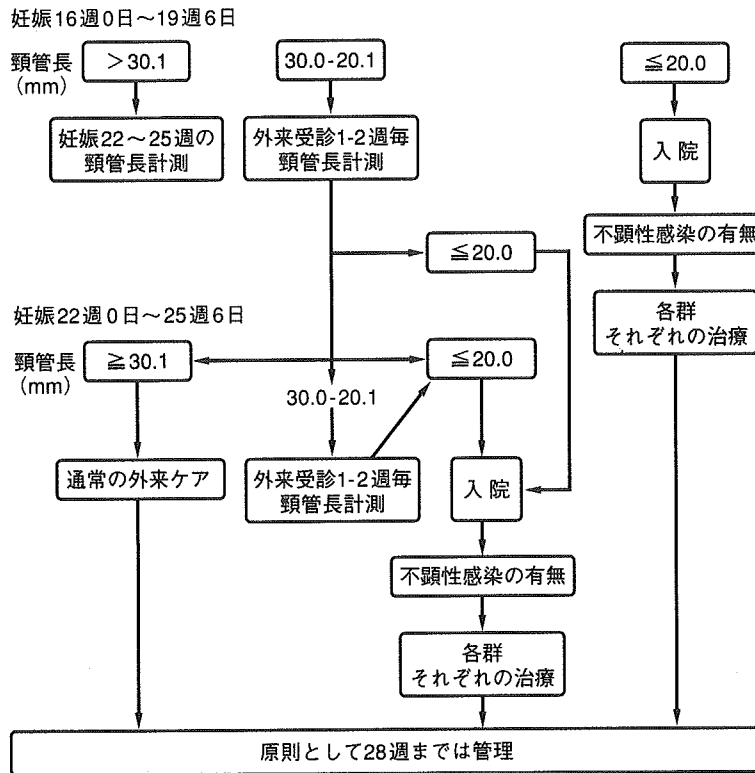 妊娠16週0日～19週6日
頸管長
(mm)
＞30.1
30.0-20.1
≦20.0
妊娠22～25週の
頸管長計測
外来受診1-2週毎
頸管長計測
入院
不顕性感染の有無
≦20.0
各群
それぞれの治療
妊娠22週0日～25週6日
頸管長
(mm)
≧30.1
≦20.0
30.0-20.1
通常の外来ケア
外来受診1-2週毎
頸管長計測
入院
不顕性感染の有無
各群
それぞれの治療
原則として28週までは管理